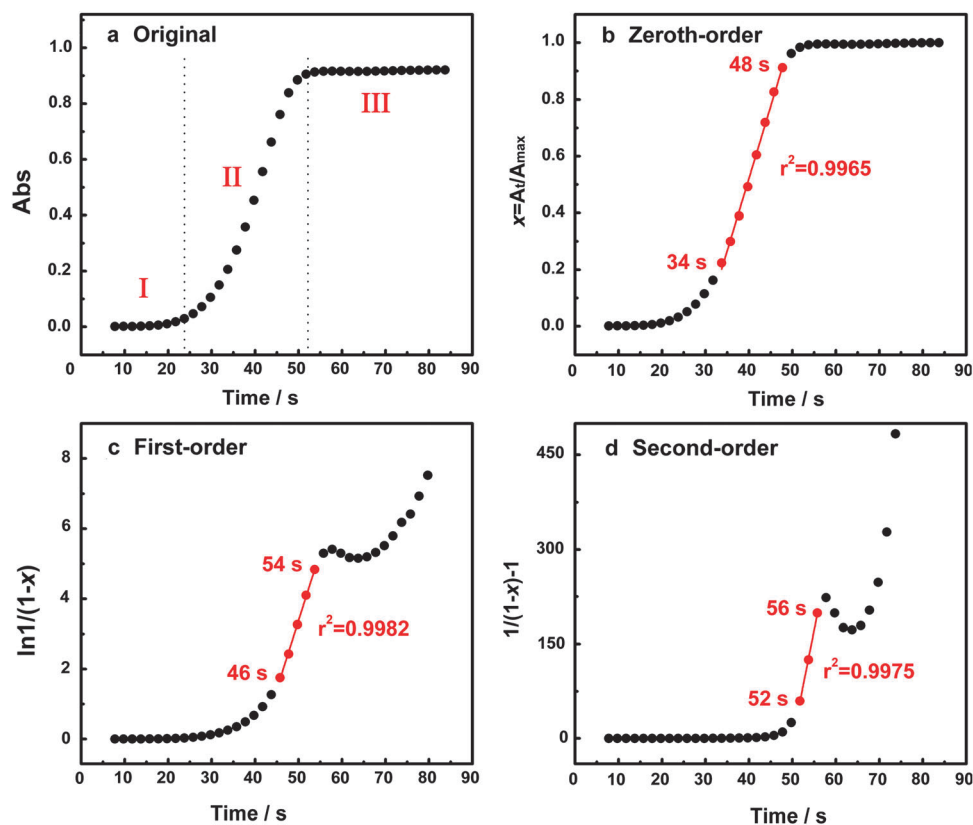 a Original
Abs
1.0
0.8
0.6
0.4
0.2
0.0
I
II
III
0 10 20 30 40 50 60 70 80 90
Time / s
b Zeroth-order
x=At/Amax
1.0
0.8
0.6
0.4
0.2
0.0
48 s
r²=0.9965
34 s
0 10 20 30 40 50 60 70 80 90
Time / s
c First-order
ln1/(1-x)
8
6
4
2
0
54 s
r²=0.9982
46 s
0 10 20 30 40 50 60 70 80 90
Time / s
d Second-order
1/(1-x)-1
450
300
150
0
56 s
r²=0.9975
52 s
0 10 20 30 40 50 60 70 80 90
Time / s